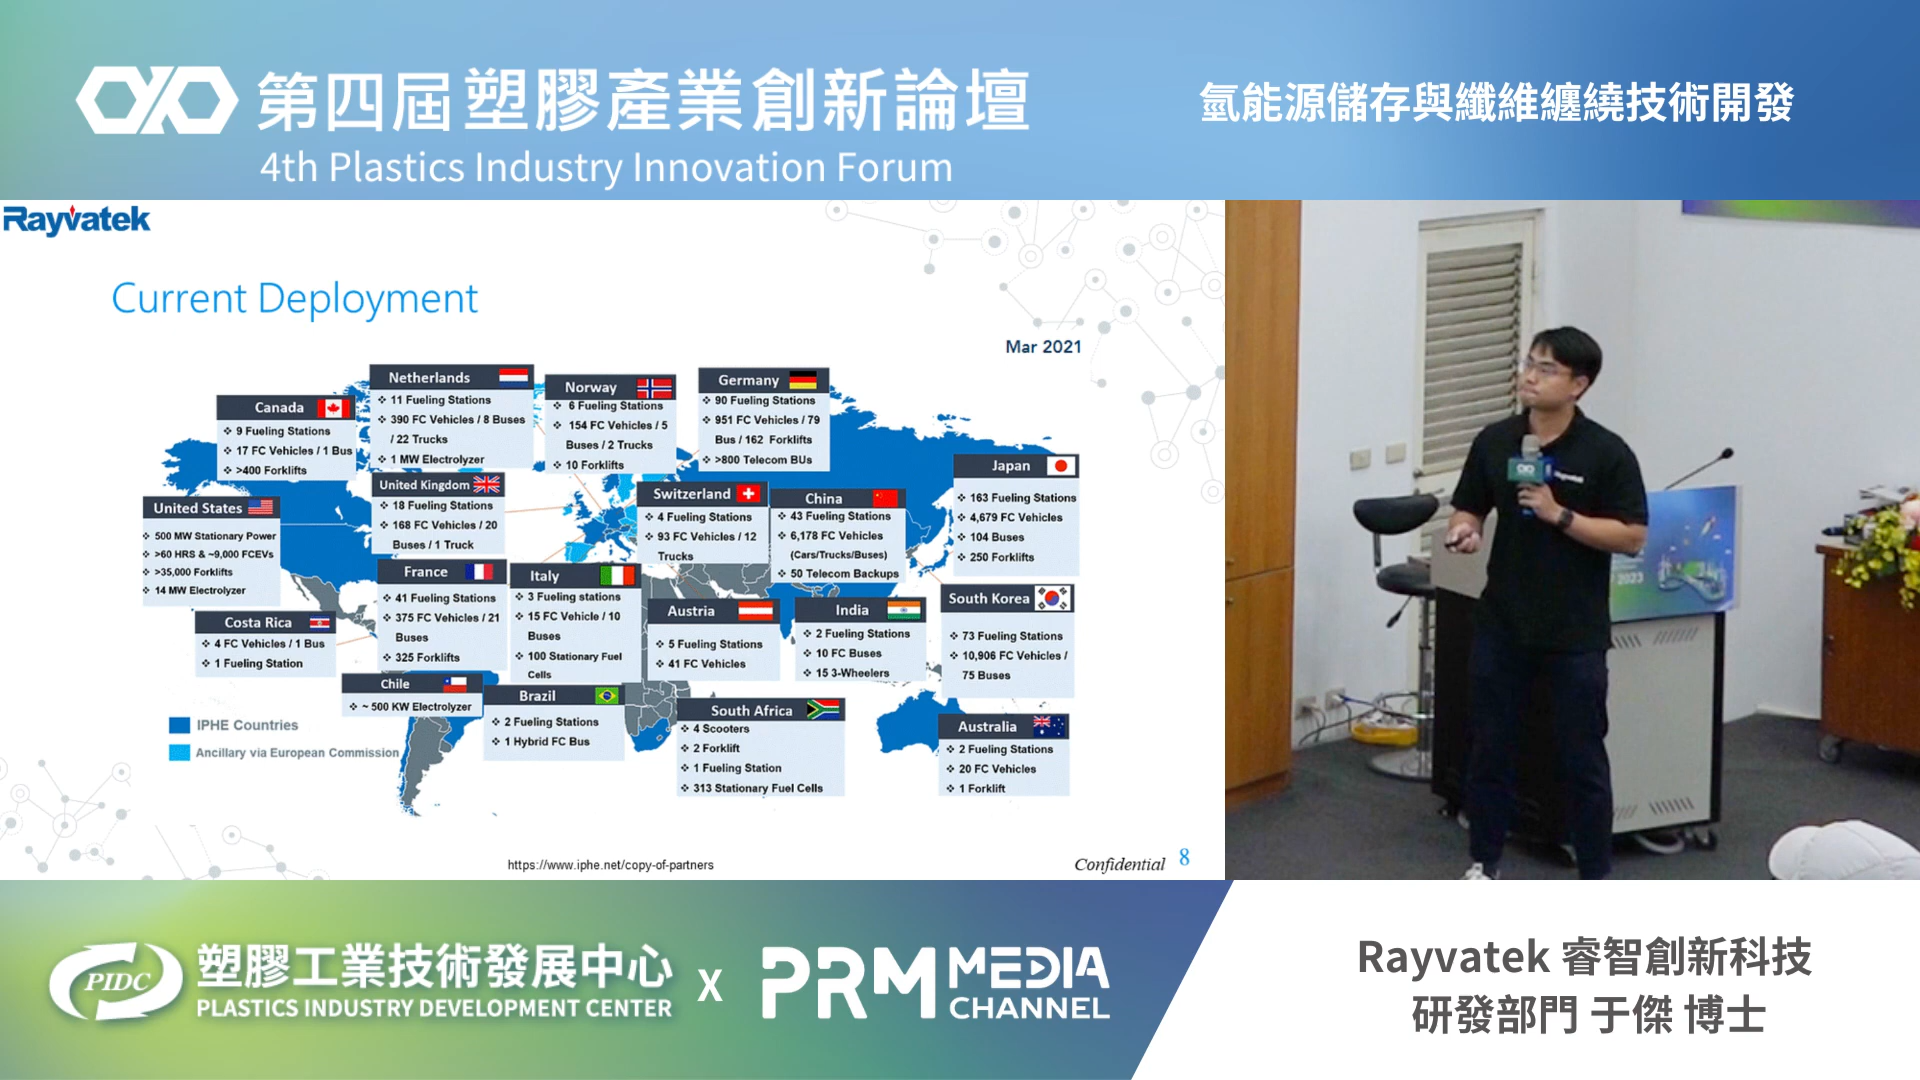 第四屆塑膠產業創新論壇
4th Plastics Industry Innovation Forum
氫能源儲存與纖維纏繞技術開發
Rayvatek
Current Deployment
Mar 2021
Netherlands
❖ 11 Fueling Stations
❖ 390 FC Vehicles / 8 Buses
/ 22 Trucks
❖ 1 MW Electrolyzer
Norway
❖ 6 Fueling Stations
❖ 154 FC Vehicles / 5
Buses / 2 Trucks
❖ 10 Forklifts
Germany
❖ 90 Fueling Stations
❖ 951 FC Vehicles / 79
Bus / 162 Forklifts
❖ >800 Telecom BUs
Canada
❖ 9 Fueling Stations
❖ 17 FC Vehicles / 1 Bus
❖ >400 Forklifts
Japan
❖ 163 Fueling Stations
❖ 4,679 FC Vehicles
❖ 104 Buses
❖ 250 Forklifts
United Kingdom
❖ 18 Fueling Stations
❖ 168 FC Vehicles / 20
Buses / 1 Truck
Switzerland
❖ 4 Fueling Stations
❖ 93 FC Vehicles / 12
Trucks
China
❖ 43 Fueling Stations
❖ 6,178 FC Vehicles
(Cars/Trucks/Buses)
❖ 50 Telecom Backups
United States
❖ 500 MW Stationary Power
❖ >60 HRS & ~9,000 FCEVs
❖ >35,000 Forklifts
❖ 14 MW Electrolyzer
France
❖ 41 Fueling Stations
❖ 375 FC Vehicles / 21
Buses
❖ 325 Forklifts
Italy
❖ 3 Fueling stations
❖ 15 FC Vehicle / 10
Buses
❖ 100 Stationary Fuel
Cells
Austria
❖ 5 Fueling Stations
❖ 41 FC Vehicles
India
❖ 2 Fueling Stations
❖ 10 FC Buses
❖ 15 3-Wheelers
South Korea
❖ 73 Fueling Stations
❖ 10,906 FC Vehicles /
75 Buses
Costa Rica
❖ 4 FC Vehicles / 1 Bus
❖ 1 Fueling Station
Chile
❖ ~ 500 KW Electrolyzer
Brazil
❖ 2 Fueling Stations
❖ 1 Hybrid FC Bus
South Africa
❖ 4 Scooters
❖ 2 Forklift
❖ 1 Fueling Station
❖ 313 Stationary Fuel Cells
Australia
❖ 2 Fueling Stations
❖ 20 FC Vehicles
❖ 1 Forklift
IPHE Countries
Ancillary via European Commission
https://www.iphe.net/copy-of-partners
Confidential 8
2023
PIDC
塑膠工業技術發展中心
PLASTICS INDUSTRY DEVELOPMENT CENTER
X
PRM MEDIA
CHANNEL
Rayvatek 睿智創新科技
研發部門 于傑 博士